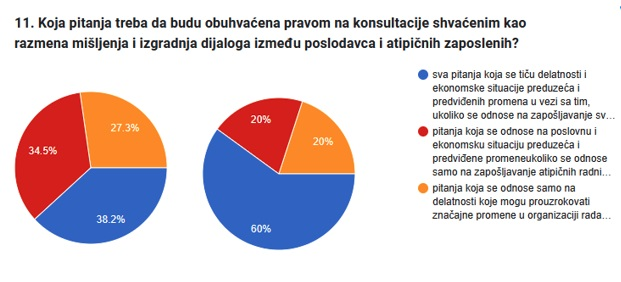 11. Koja pitanja treba da budu obuhvaćena pravom na konsultacije shvaćenim kao
razmena mišljenja i izgradnja dijaloga između poslodavca i atipičnih zaposlenih?
27.3%
34.5%
38.2%
20%
20%
60%
sva pitanja koja se tiču delatnosti i
ekonomske situacije preduzeća i
predviđenih promena u vezi sa tim,
ukoliko se odnose na zapošljavanje sv...
pitanja koja se odnose na poslovnu i
ekonomsku situaciju preduzeća i
predviđene promeneukoliko se odnose
samo na zapošljavanje atipičnih radni...
pitanja koja se odnose samo na
delatnosti koje mogu prouzrokovati
značajne promene u organizaciji rada...